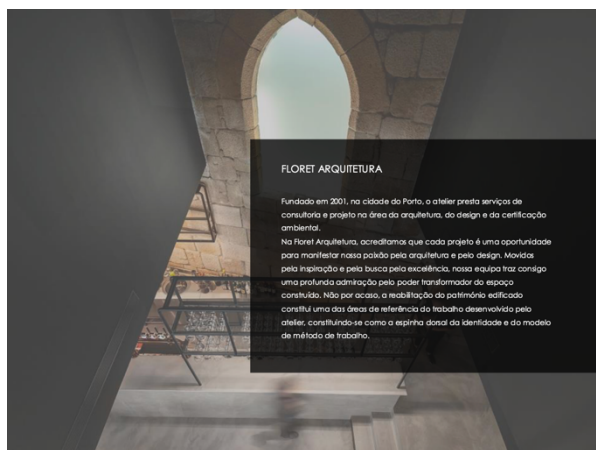 FLORET ARQUITETURA
Fundado em 2001, na cidade do Porto, o atelier presta serviços de
consultoria e projeto na área da arquitetura, do design e da certificação
ambiental.
Na Floret Arquitetura, acreditamos que cada projeto é uma oportunidade
para manifestar nossa paixão pela arquitetura e pelo design. Movidos
pela inspiração e pela busca pela excelência, nossa equipa traz consigo
uma profunda admiração pelo poder transformador do espaço
construído. Não por acaso, a reabilitação do património edificado
constitui uma das áreas de referência do trabalho desenvolvido pelo
atelier, constituindo-se como a espinha dorsal da identidade e do modelo
de método de trabalho.